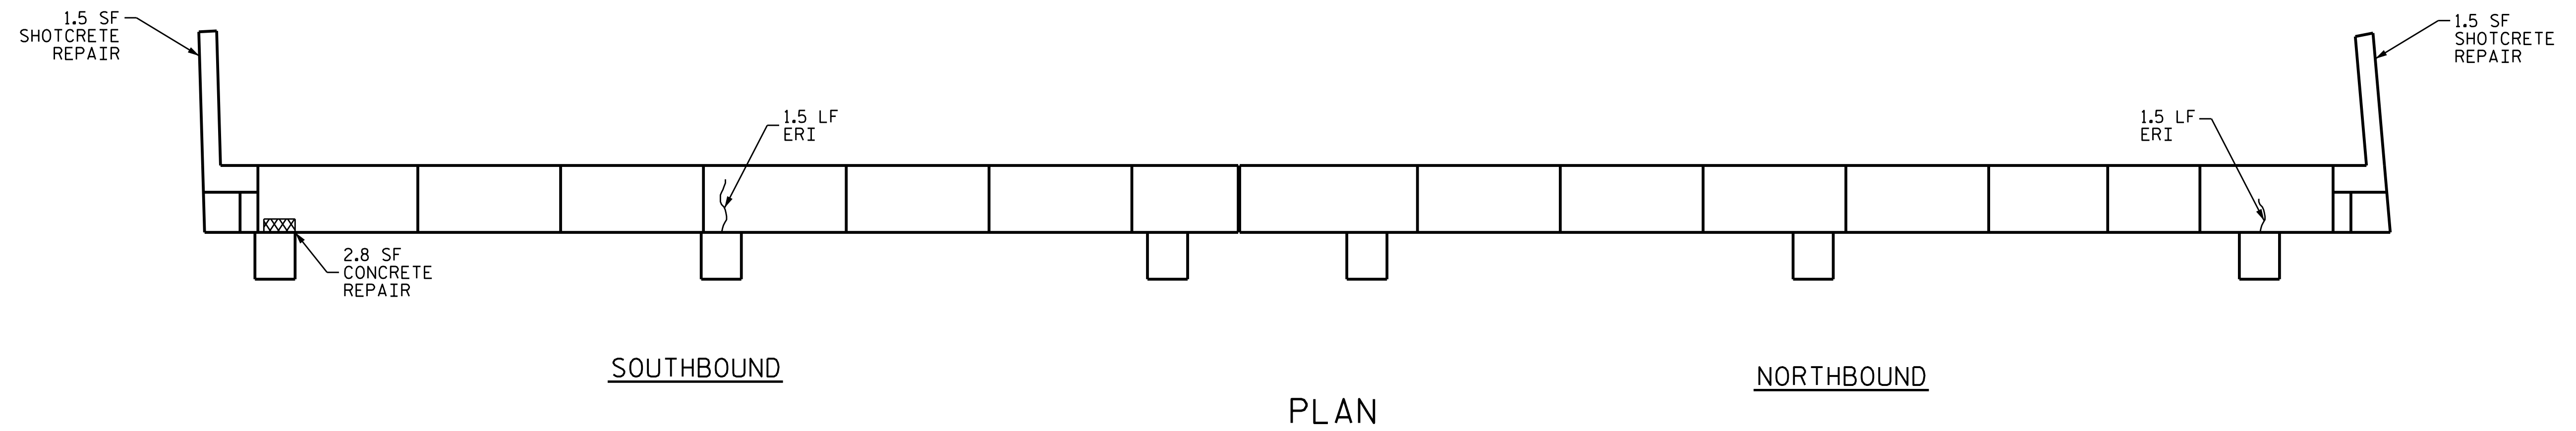 1.5 SF
SHOTCRETE
REPAIR
1.5 SF
SHOTCRETE
REPAIR
1.5 LF
ERI
1.5 LF
ERI
2.8 SF
CONCRETE
REPAIR
SOUTHBOUND
NORTHBOUND
PLAN